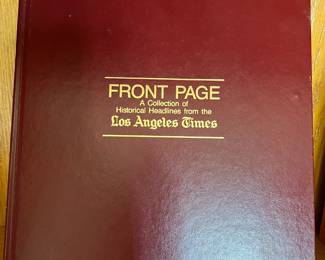 FRONT PAGE
A Collection of
Historical Headlines from the
Los Angeles Times